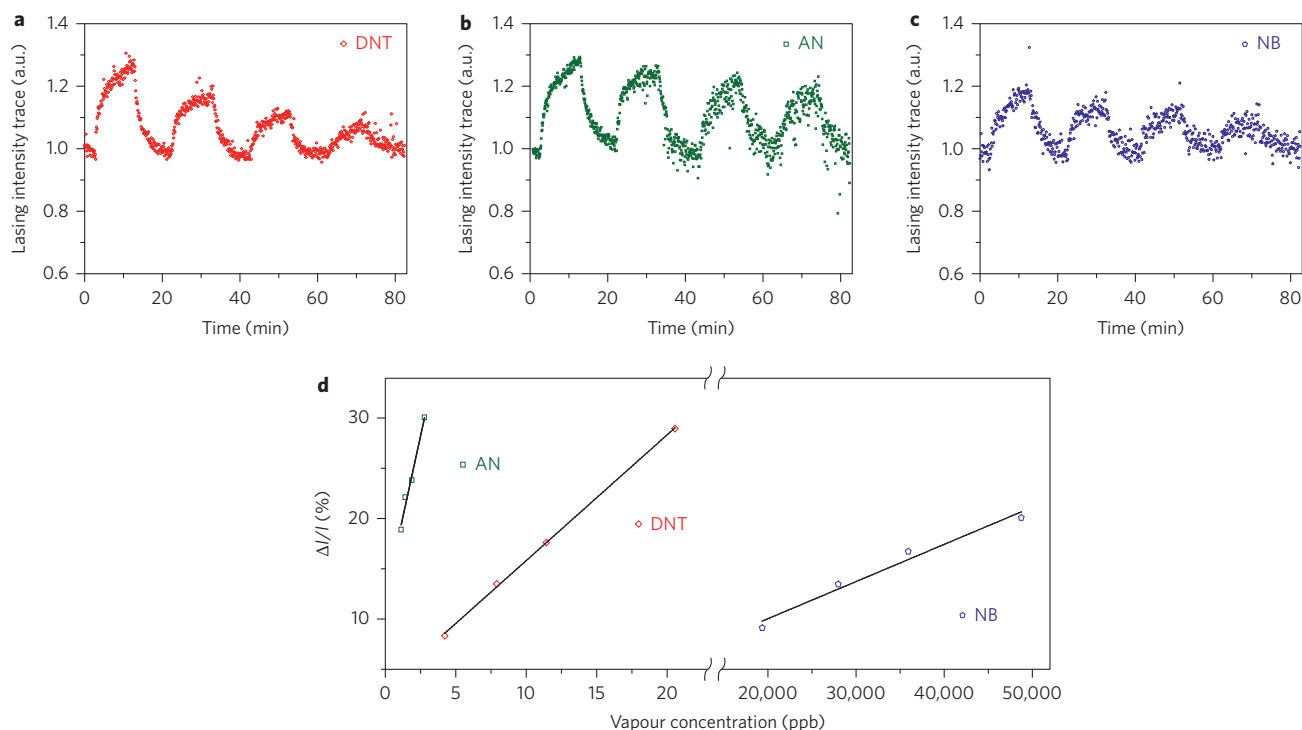 a
1.4
1.2
1.0
0.8
0.6
Lasing intensity trace (a.u.)
DNT
0 20 40 60 80
Time (min)
b
1.4
1.2
1.0
0.8
0.6
Lasing intensity trace (a.u.)
AN
0 20 40 60 80
Time (min)
c
1.4
1.2
1.0
0.8
0.6
Lasing intensity trace (a.u.)
NB
0 20 40 60 80
Time (min)
d
30
20
10
ΔI/I (%)
AN
DNT
NB
0 5 10 15 20 20,000 30,000 40,000 50,000
Vapour concentration (ppb)